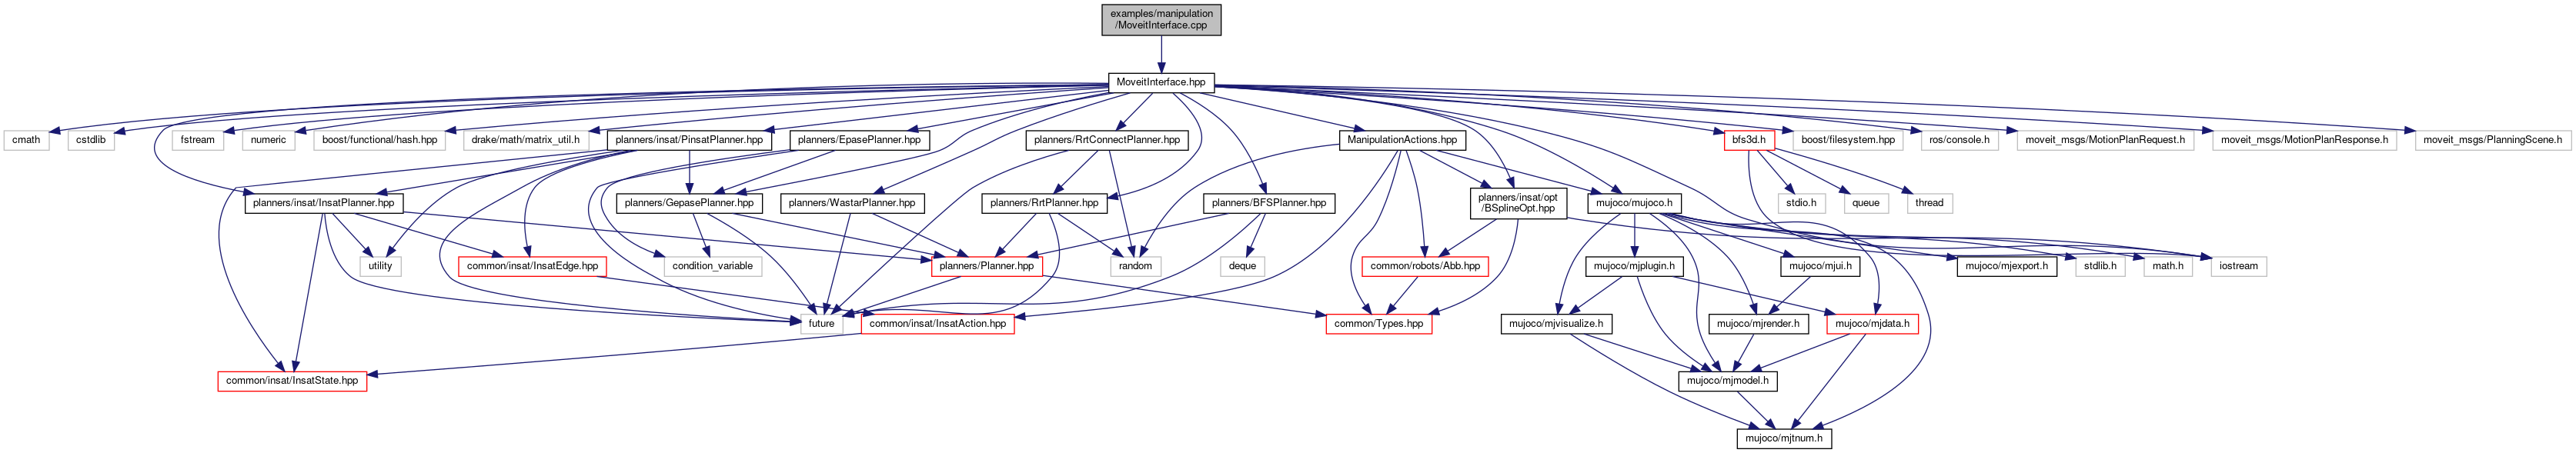 examples/manipulation
/MoveitInterface.cpp
MoveitInterface.hpp
cmath
cstdlib
fstream
numeric
boost/functional/hash.hpp
drake/math/matrix_util.h
planners/insat/PinsatPlanner.hpp
planners/EpasePlanner.hpp
planners/RrtConnectPlanner.hpp
ManipulationActions.hpp
bfs3d.h
boost/filesystem.hpp
ros/console.h
moveit_msgs/MotionPlanRequest.h
moveit_msgs/MotionPlanResponse.h
moveit_msgs/PlanningScene.h
planners/insat/InsatPlanner.hpp
planners/GepasePlanner.hpp
planners/WastarPlanner.hpp
planners/RrtPlanner.hpp
planners/BFSPlanner.hpp
planners/insat/opt
/BSplineOpt.hpp
mujoco/mujoco.h
stdio.h
queue
thread
utility
common/insat/InsatEdge.hpp
condition_variable
planners/Planner.hpp
random
deque
common/robots/Abb.hpp
mujoco/mjplugin.h
mujoco/mjui.h
mujoco/mjexport.h
stdlib.h
math.h
iostream
future
common/insat/InsatAction.hpp
common/Types.hpp
mujoco/mjvisualize.h
mujoco/mjrender.h
mujoco/mjdata.h
common/insat/InsatState.hpp
mujoco/mjmodel.h
mujoco/mjtnum.h